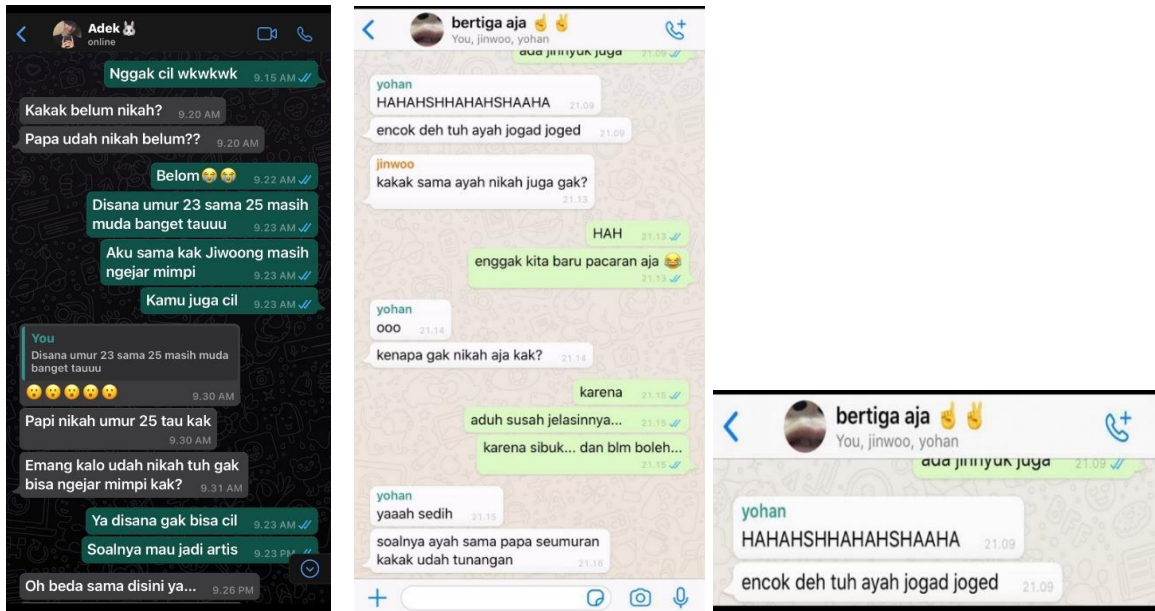 Adek🐰
online
Nggak cil wkwkwk 9.15 AM
Kakak belum nikah? 9.20 AM
Papa udah nikah belum?? 9.20 AM
Belom😭😭 9.22 AM
Disana umur 23 sama 25 masih
muda banget tauuu 9.23 AM
Aku sama kak Jiwoong masih
ngejar mimpi 9.23 AM
Kamu juga cil 9.23 AM
You
Disana umur 23 sama 25 masih muda
banget tauuu
😮😮😮😮😮 9.30 AM
Papi nikah umur 25 tau kak
9.30 AM
Emang kalo udah nikah tuh gak
bisa ngejar mimpi kak? 9.31 AM
Ya disana gak bisa cil 9.23 AM
Soalnya mau jadi artis 9.23 PM
Oh beda sama disini ya... 9.26 PM
bertiga aja ☝️✌️
You, jinwoo, yohan
ada jinhyuk juga 21.09
yohan
HAHAHSHHAHAHSHAAHA 21.09
encok deh tuh ayah jogad joged 21.09
jinwoo
kakak sama ayah nikah juga gak?
21.13
HAH 21.13
enggak kita baru pacaran aja 😂
21.13
yohan
ooo 21.14
kenapa gak nikah aja kak? 21.14
karena 21.15
aduh susah jelasinnya... 21.15
karena sibuk... dan blm boleh...
21.15
yohan
yaaah sedih 21.15
soalnya ayah sama papa seumuran
kakak udah tunangan 21.16
bertiga aja ☝️✌️
You, jinwoo, yohan
ada jinhyuk juga 21.09
yohan
HAHAHSHHAHAHSHAAHA 21.09
encok deh tuh ayah jogad joged 21.09